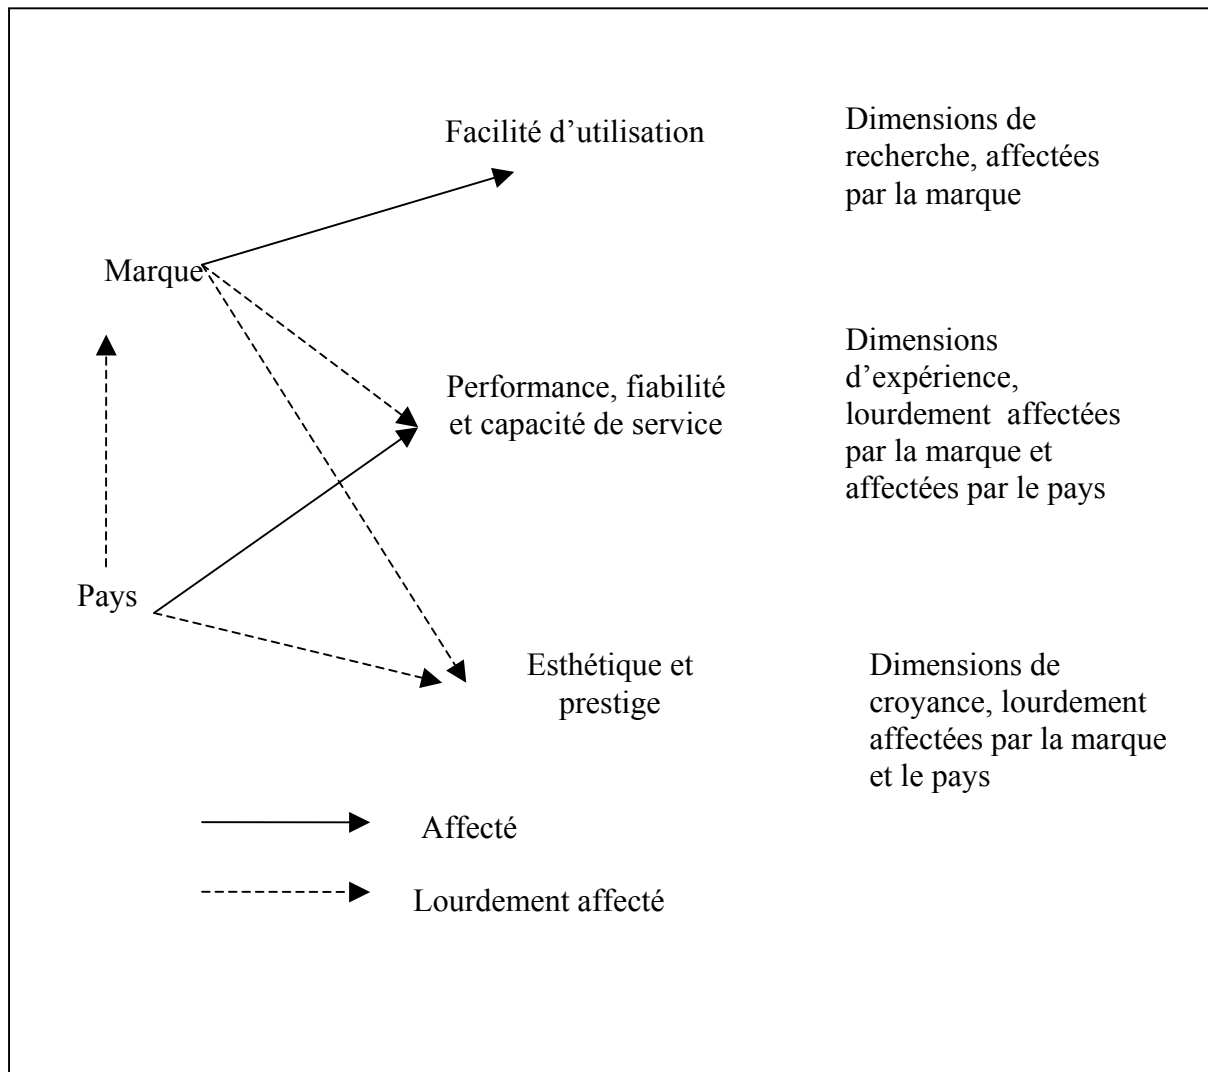 Facilité d’utilisation
Dimensions de
recherche, affectées
par la marque
Marque
Performance, fiabilité
et capacité de service
Dimensions
d’expérience,
lourdement  affectées
par la marque et
affectées par le pays
Pays
Esthétique et
prestige
Dimensions de
croyance, lourdement
affectées par la marque
et le pays
Affecté
Lourdement affecté